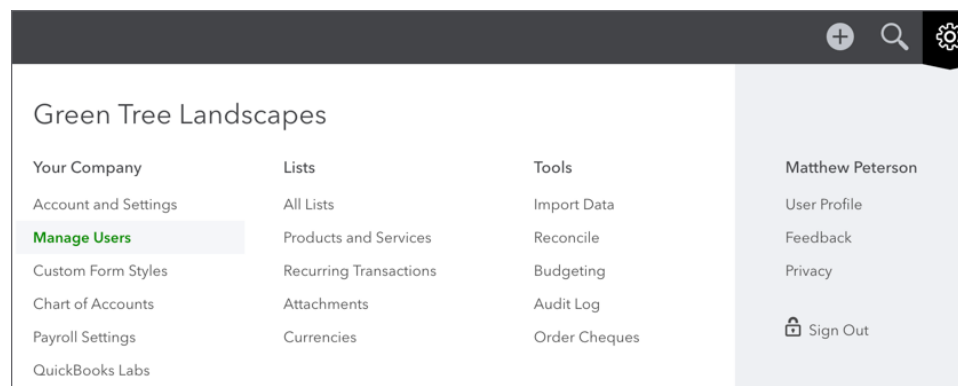 Green Tree Landscapes
Your Company
Account and Settings
Manage Users
Custom Form Styles
Chart of Accounts
Payroll Settings
QuickBooks Labs
Lists
All Lists
Products and Services
Recurring Transactions
Attachments
Currencies
Tools
Import Data
Reconcile
Budgeting
Audit Log
Order Cheques
Matthew Peterson
User Profile
Feedback
Privacy
Sign Out